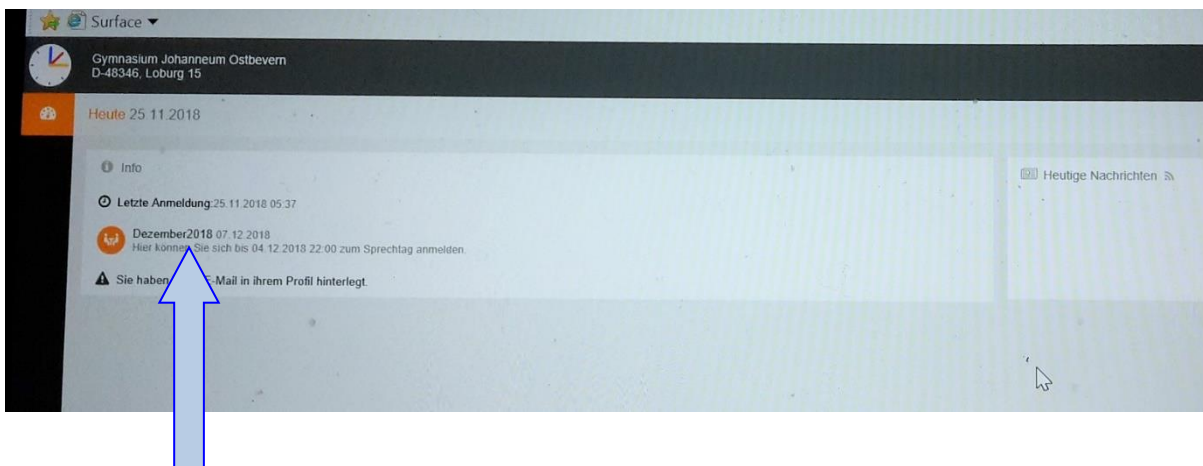 Surface
Gymnasium Johanneum Ostbevern
D-48346, Loburg 15
Heute 25.11.2018
Info
Letzte Anmeldung:25.11.2018 05:37
Dezember2018 07.12.2018
Hier können Sie sich bis 04.12.2018 22:00 zum Sprechtag anmelden.
Sie haben E-Mail in ihrem Profil hinterlegt.
Heutige Nachrichten